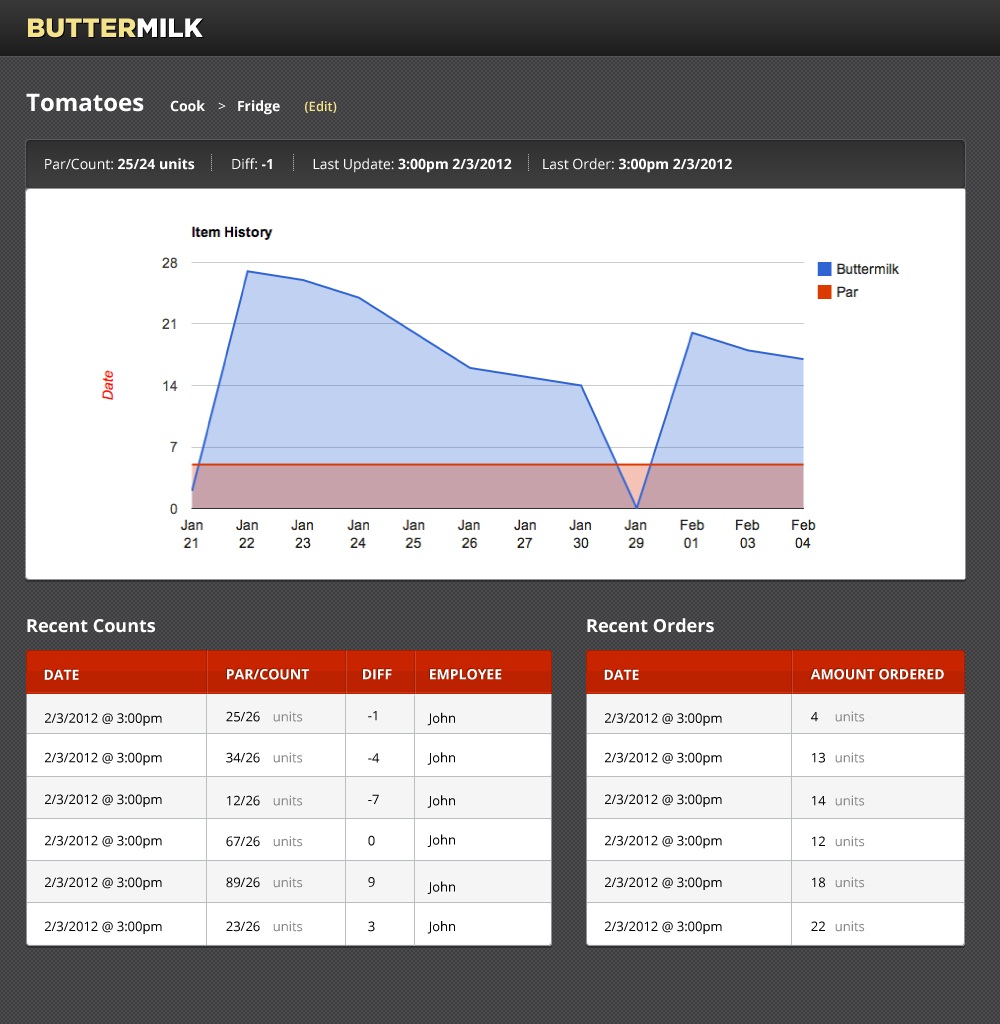 BUTTERMILK
Tomatoes Cook > Fridge (Edit)
Par/Count: 25/24 units Diff: -1 Last Update: 3:00pm 2/3/2012 Last Order: 3:00pm 2/3/2012
Item History
28
21
14
7
0
Date
Buttermilk
Par
Jan 21
Jan 22
Jan 23
Jan 24
Jan 25
Jan 26
Jan 27
Jan 30
Jan 29
Feb 01
Feb 03
Feb 04
Recent Counts
DATE PAR/COUNT DIFF EMPLOYEE
2/3/2012 @ 3:00pm 25/26 units -1 John
2/3/2012 @ 3:00pm 34/26 units -4 John
2/3/2012 @ 3:00pm 12/26 units -7 John
2/3/2012 @ 3:00pm 67/26 units 0 John
2/3/2012 @ 3:00pm 89/26 units 9 John
2/3/2012 @ 3:00pm 23/26 units 3 John
Recent Orders
DATE AMOUNT ORDERED
2/3/2012 @ 3:00pm 4 units
2/3/2012 @ 3:00pm 13 units
2/3/2012 @ 3:00pm 14 units
2/3/2012 @ 3:00pm 12 units
2/3/2012 @ 3:00pm 18 units
2/3/2012 @ 3:00pm 22 units